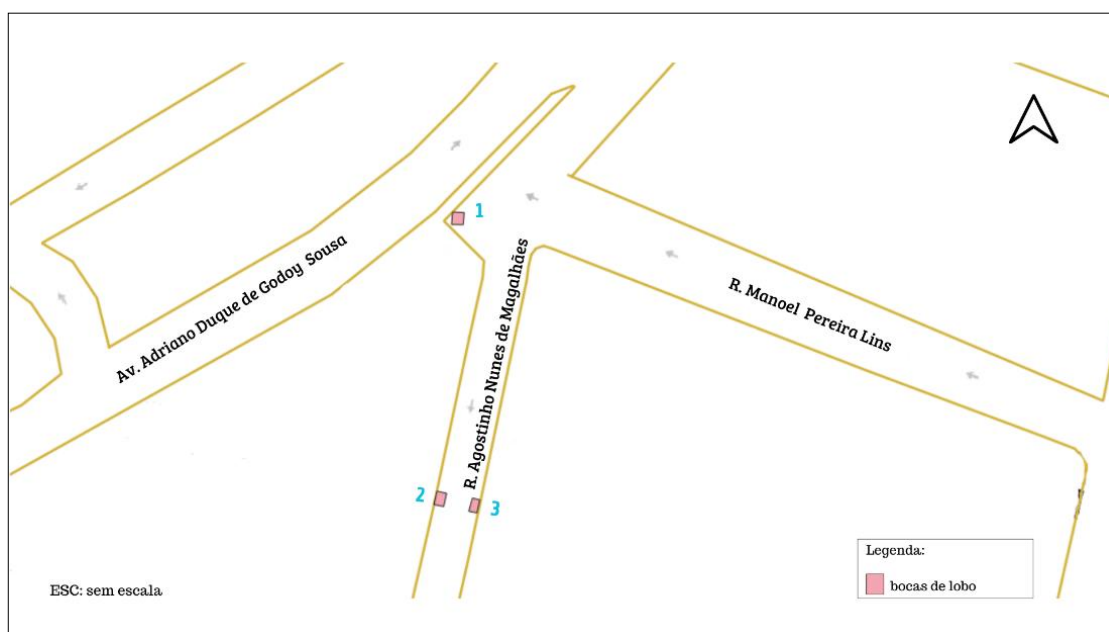 1
Av. Adriano Duque de Godoy Sousa
R. Agostinho Nunes de Magalhães
R. Manoel Pereira Lins
2
3
ESC: sem escala
Legenda:
bocas de lobo